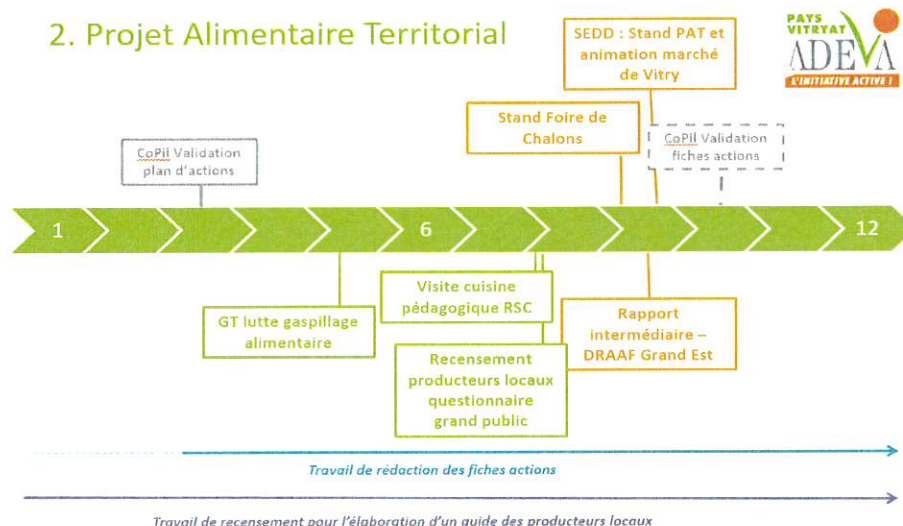 2. Projet Alimentaire Territorial
PAYS
VITRYAT
ADEVA
L'INITIATIVE ACTIVE !
SEDD : Stand PAT et
animation marché
de Vitry
Stand Foire de
Chalons
CoPil Validation
plan d'actions
CoPil Validation
fiches actions
1
6
12
GT lutte gaspillage
alimentaire
Visite cuisine
pédagogique RSC
Recensement
producteurs locaux
questionnaire
grand public
Rapport
intermédiaire –
DRAAF Grand Est
Travail de rédaction des fiches actions
Travail de recensement pour l'élaboration d'un guide des producteurs locaux